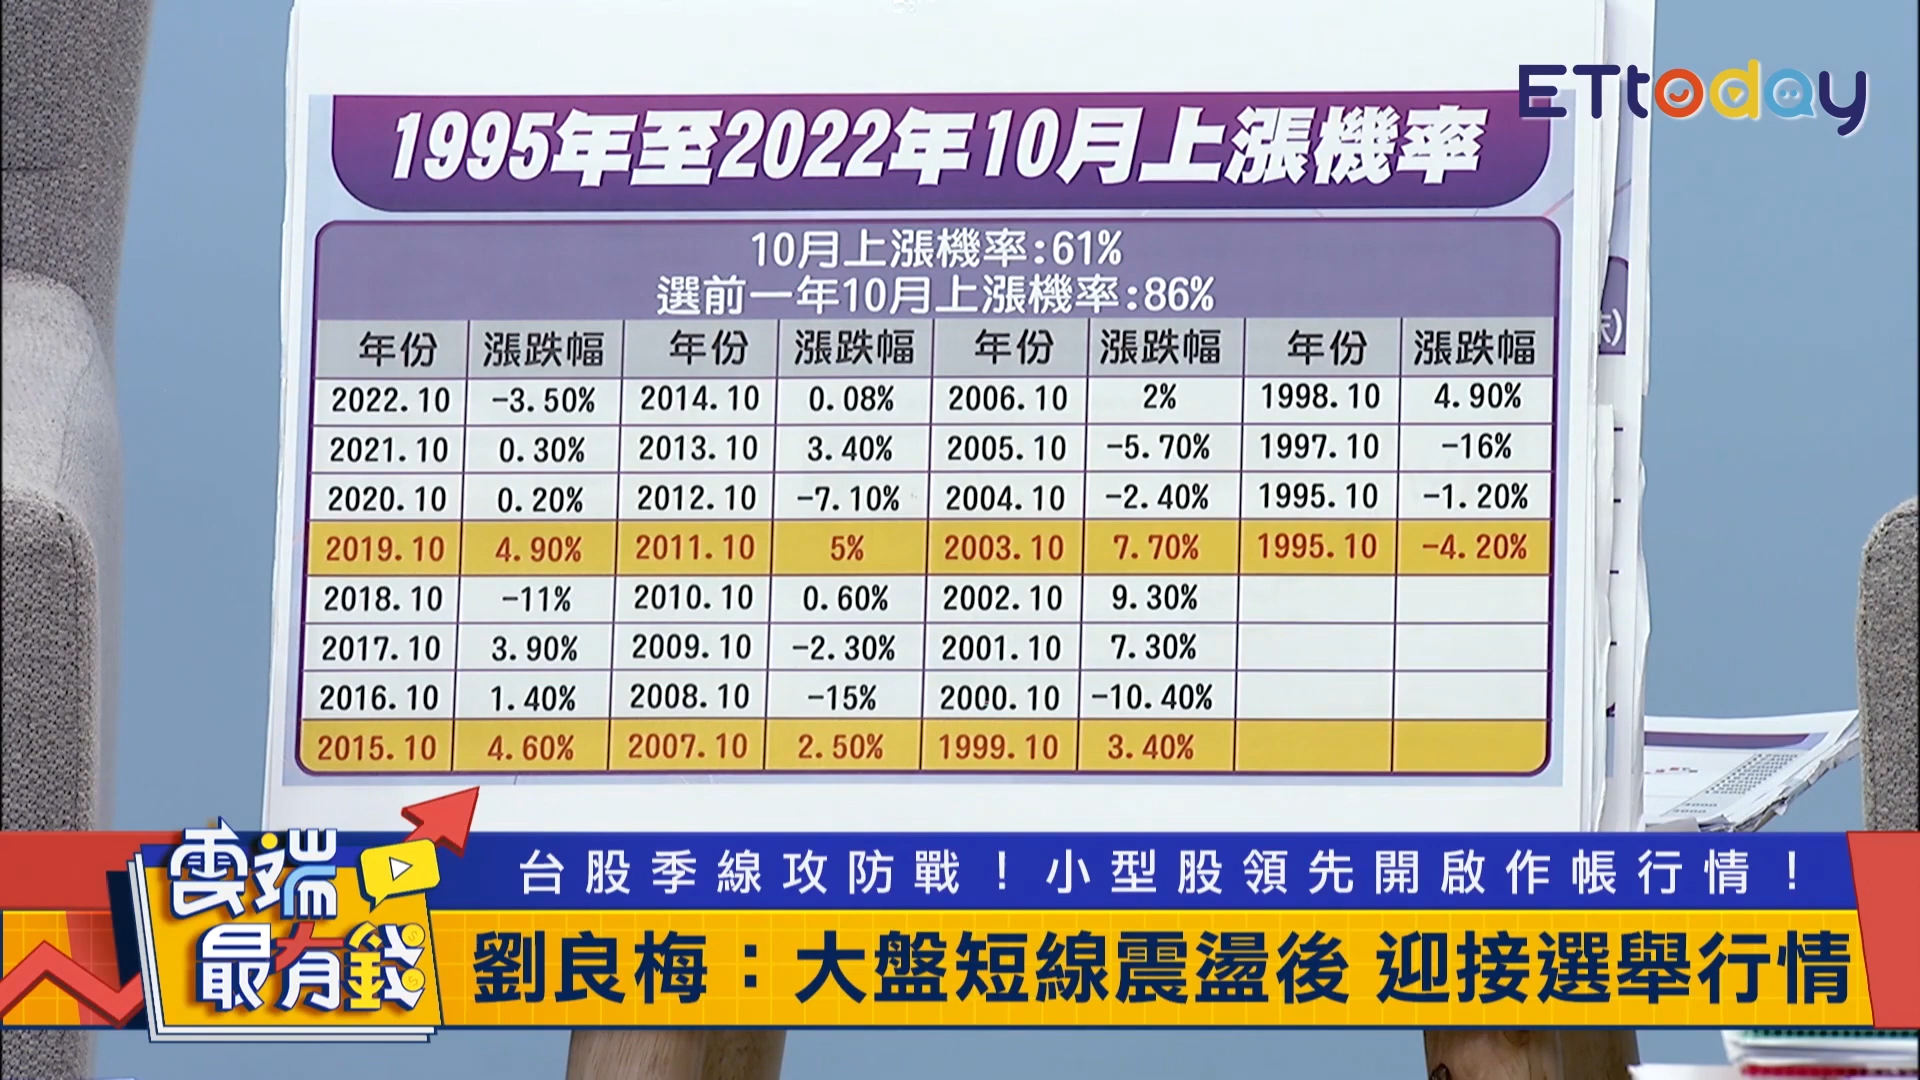 ETtoday
1995年至2022年10月上漲機率
10月上漲機率:61%
選前一年10月上漲機率:86%
年份 漲跌幅 年份 漲跌幅 年份 漲跌幅 年份 漲跌幅
2022.10 -3.50% 2014.10 0.08% 2006.10 2% 1998.10 4.90%
2021.10 0.30% 2013.10 3.40% 2005.10 -5.70% 1997.10 -16%
2020.10 0.20% 2012.10 -7.10% 2004.10 -2.40% 1995.10 -1.20%
2019.10 4.90% 2011.10 5% 2003.10 7.70% 1995.10 -4.20%
2018.10 -11% 2010.10 0.60% 2002.10 9.30%
2017.10 3.90% 2009.10 -2.30% 2001.10 7.30%
2016.10 1.40% 2008.10 -15% 2000.10 -10.40%
2015.10 4.60% 2007.10 2.50% 1999.10 3.40%
雲端
最有錢
台股季線攻防戰！小型股領先開啟作帳行情！
劉良梅：大盤短線震盪後 迎接選舉行情